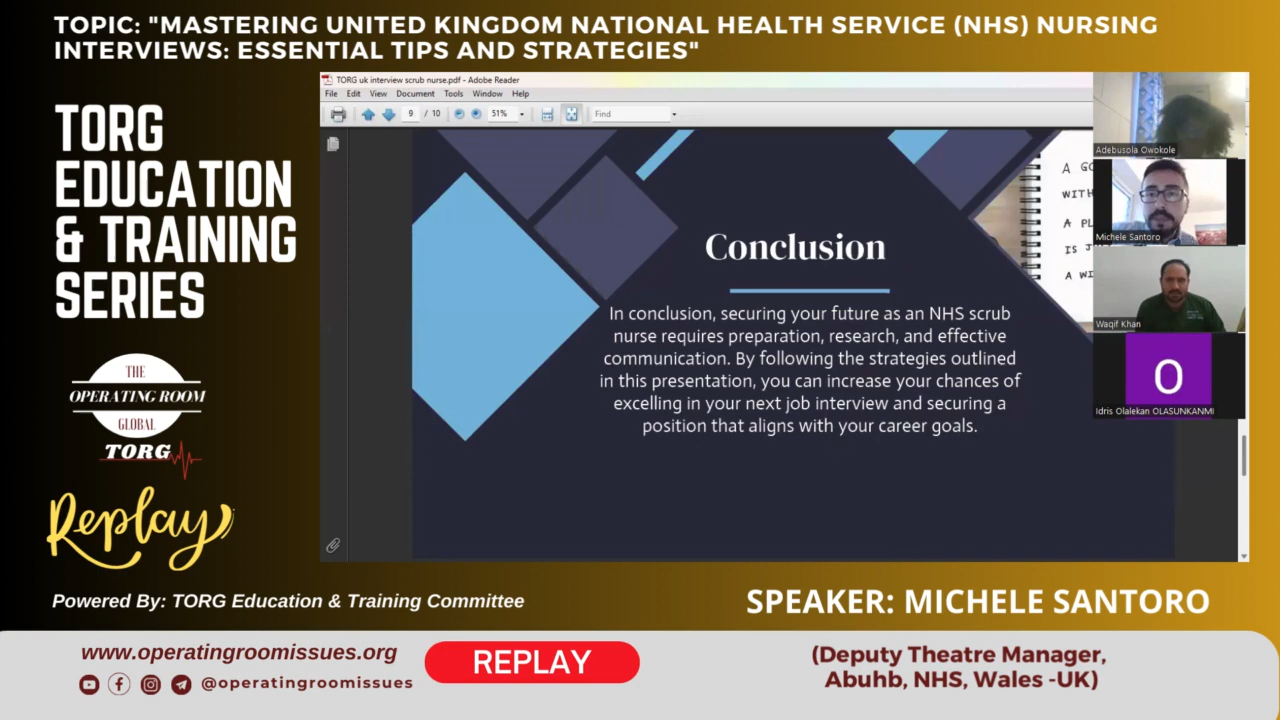 TOPIC: "MASTERING UNITED KINGDOM NATIONAL HEALTH SERVICE (NHS) NURSING
INTERVIEWS: ESSENTIAL TIPS AND STRATEGIES"
TORG
EDUCATION
& TRAINING
SERIES
THE
OPERATING ROOM
GLOBAL
TORG
Replay
TORG uk interview scrub nurse.pdf - Adobe Reader
File Edit View Document Tools Window Help
9 / 10 51% Find
A GO
WITH
A PL
IS J
A WI
Conclusion
In conclusion, securing your future as an NHS scrub
nurse requires preparation, research, and effective
communication. By following the strategies outlined
in this presentation, you can increase your chances of
excelling in your next job interview and securing a
position that aligns with your career goals.
Adebusola Owokole
Michele Santoro
Waqif Khan
O
Idris Olalekan OLASUNKANMI
Powered By: TORG Education & Training Committee
SPEAKER: MICHELE SANTORO
www.operatingroomissues.org
@operatingroomissues
REPLAY
(Deputy Theatre Manager,
Abuhb, NHS, Wales -UK)